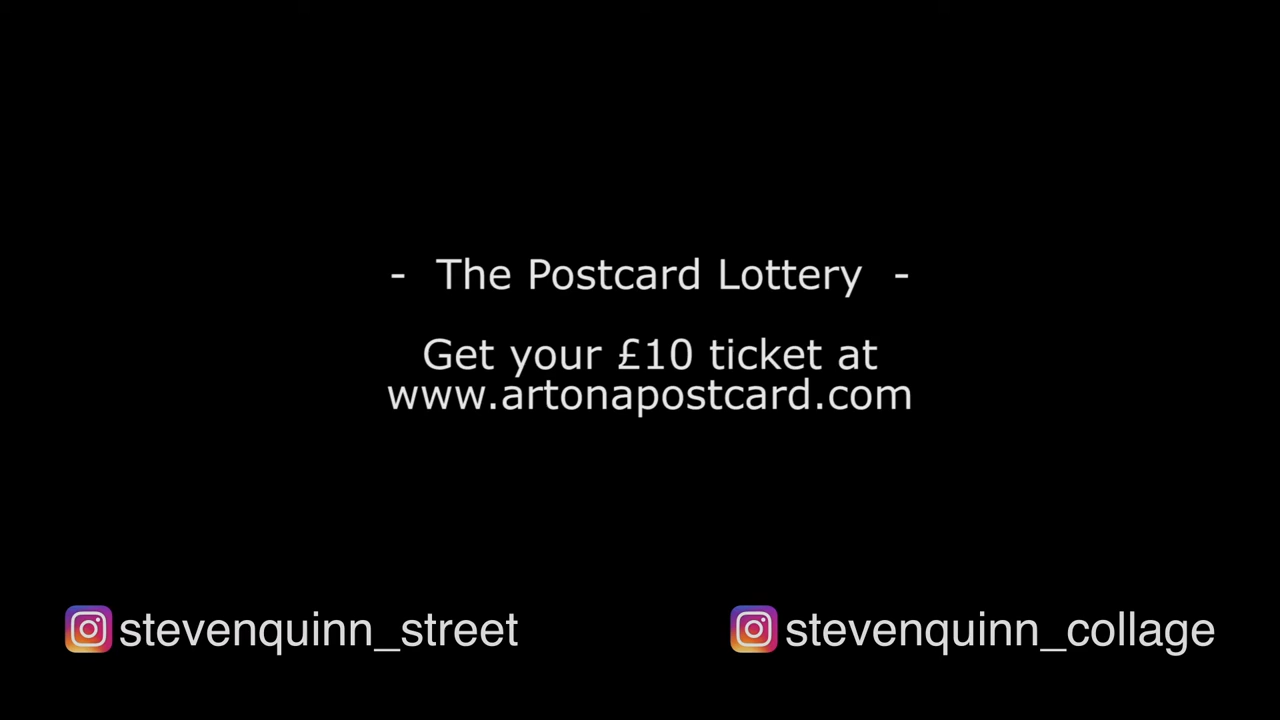 - The Postcard Lottery -
Get your £10 ticket at
www.artonapostcard.com
stevenquinn_street
stevenquinn_collage